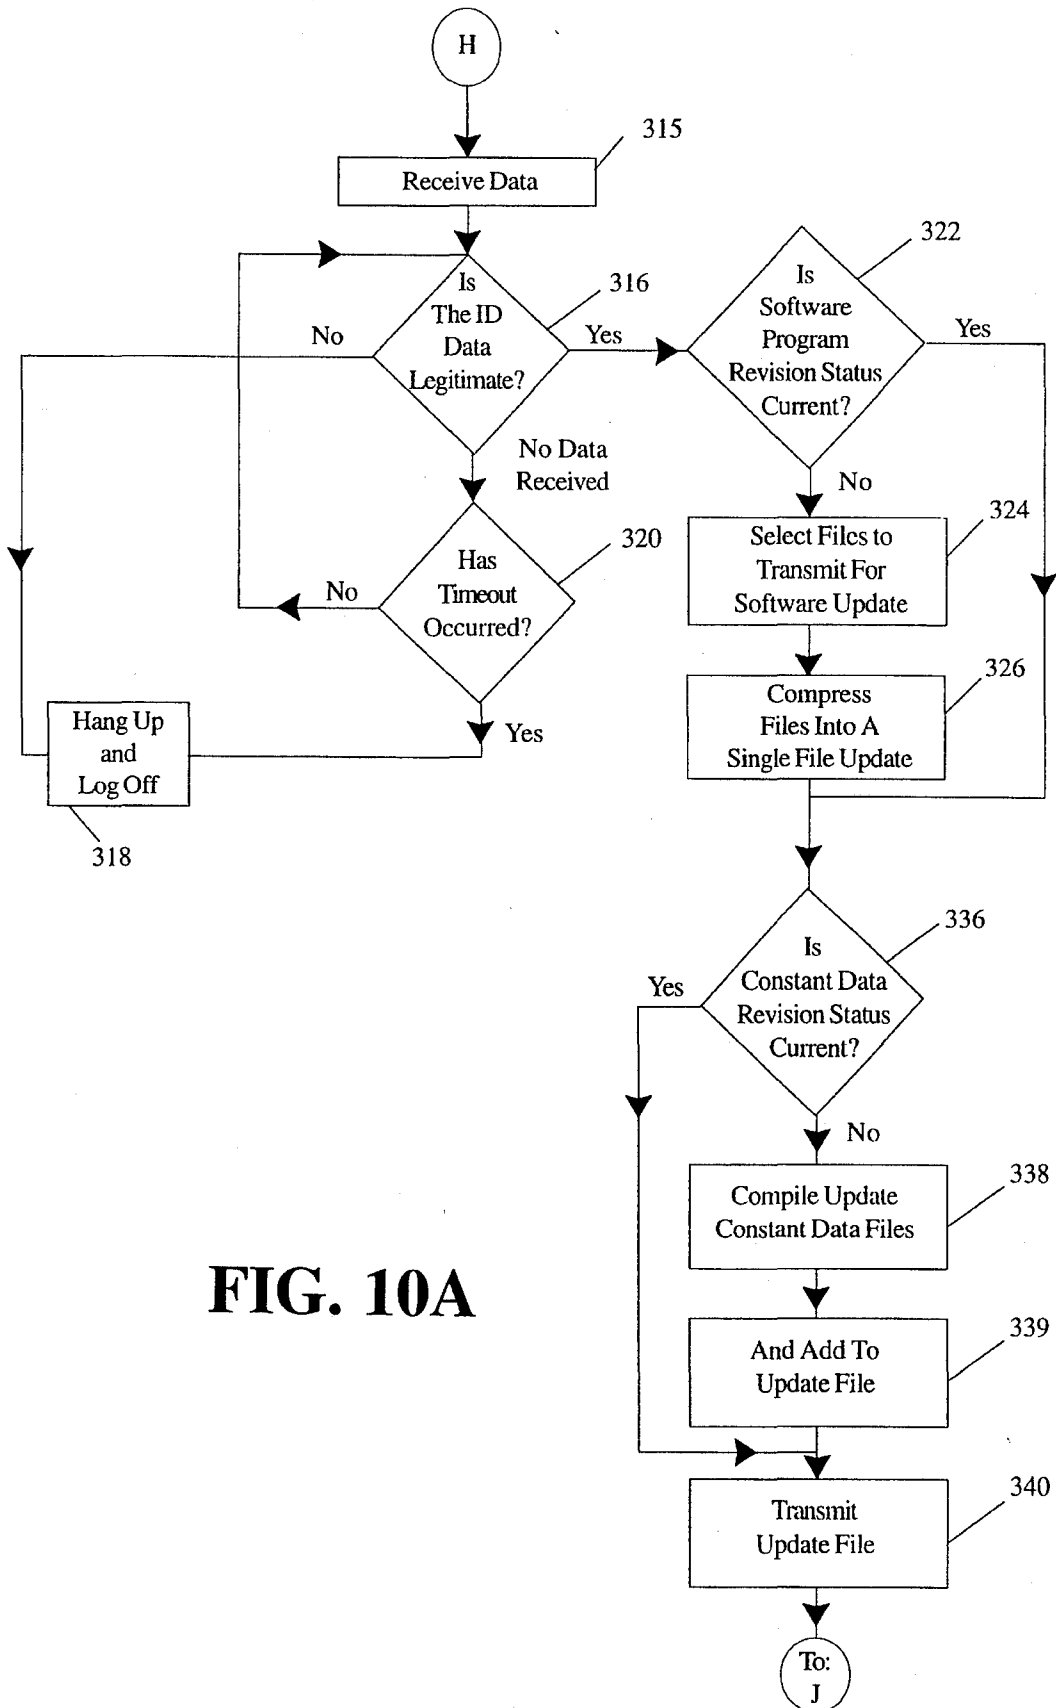 H
315
Receive Data
Is
The ID
Data
Legitimate?
316
No
Yes
322
Is
Software
Program
Revision Status
Current?
Yes
No Data
Received
No
320
Has
Timeout
Occurred?
No
Yes
324
Select Files to
Transmit For
Software Update
326
Compress
Files Into A
Single File Update
Hang Up
and
Log Off
318
336
Is
Constant Data
Revision Status
Current?
Yes
No
338
Compile Update
Constant Data Files
339
And Add To
Update File
FIG. 10A
340
Transmit
Update File
To:
J